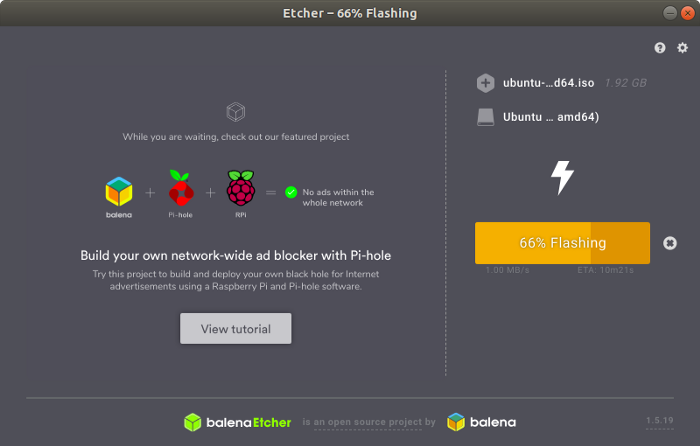 Etcher – 66% Flashing
ubuntu-...d64.iso 1.92 GB
Ubuntu ... amd64)
While you are waiting, check out our featured project
balena + Pi-hole + RPi = No ads within the
whole network
Build your own network-wide ad blocker with Pi-hole
Try this project to build and deploy your own black hole for Internet
advertisements using a Raspberry Pi and Pi-hole software.
View tutorial
66% Flashing
1.00 MB/s ETA: 10m21s
balenaEtcher is an open source project by balena 1.5.19